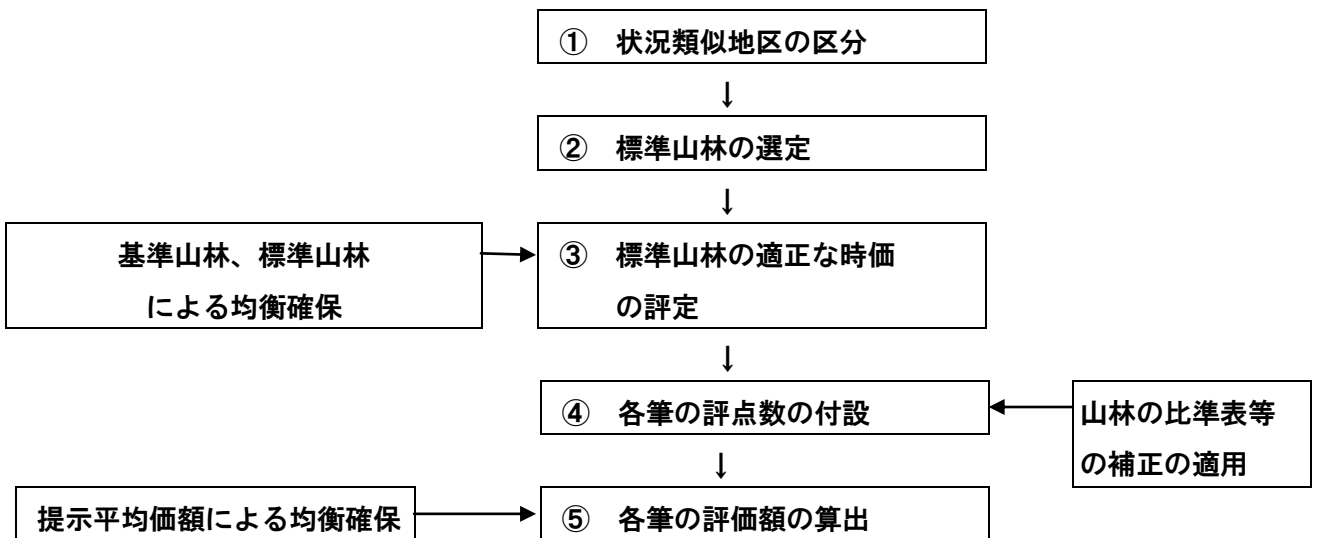 ① 状況類似地区の区分
↓
② 標準山林の選定
↓
基準山林、標準山林
による均衡確保
③ 標準山林の適正な時価
の評定
↓
④ 各筆の評点数の付設
山林の比準表等
の補正の適用
↓
提示平均価額による均衡確保
⑤ 各筆の評価額の算出